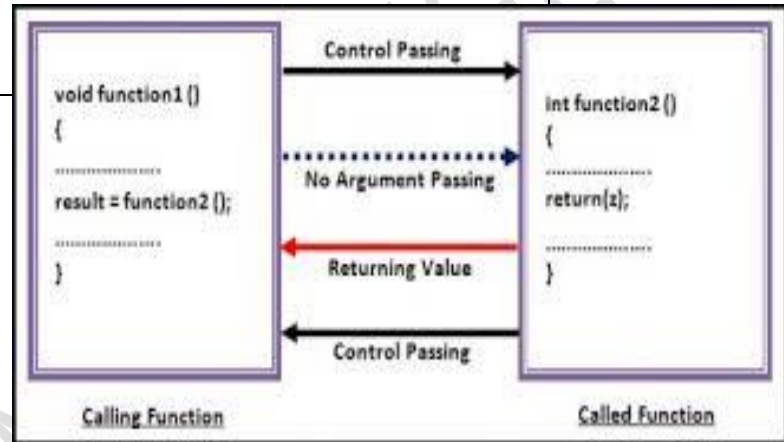 void function1 ()
{
....................
result = function2 ();
....................
}
Calling Function
Control Passing
No Argument Passing
Returning Value
Control Passing
int function2 ()
{
....................
return(z);
....................
}
Called Function